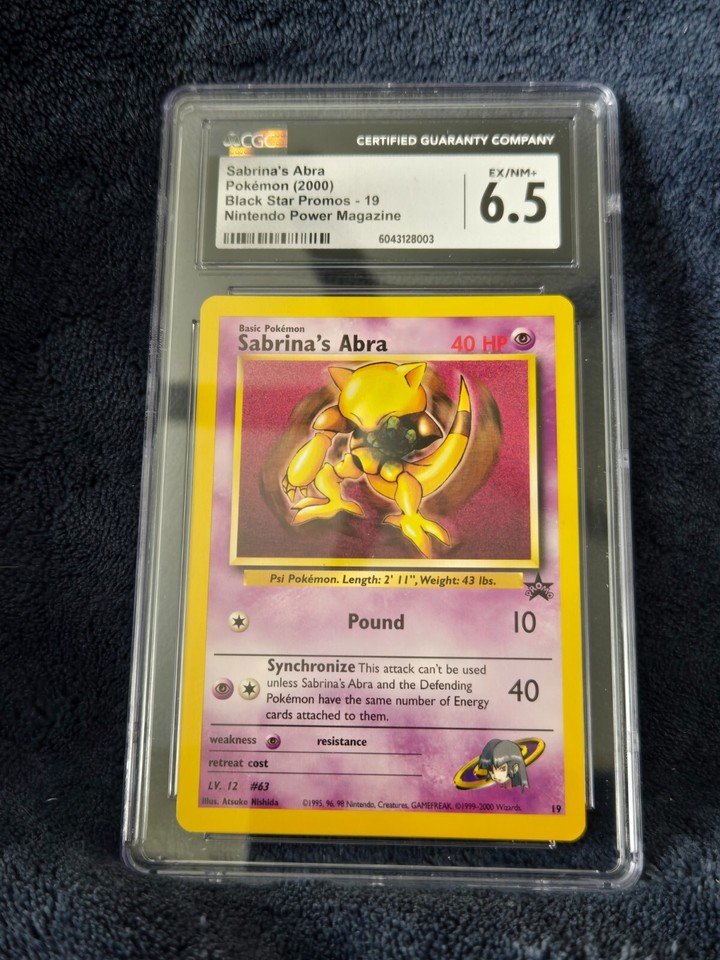 CGC
CERTIFIED GUARANTY COMPANY
Sabrina's Abra
Pokémon (2000)
Black Star Promos - 19
Nintendo Power Magazine
EX/NM+
6.5
6043128003
Basic Pokémon
Sabrina's Abra
40 HP
Psi Pokémon. Length: 2' 11", Weight: 43 lbs.
PROMO
Pound 10
Synchronize This attack can't be used
unless Sabrina's Abra and the Defending
Pokémon have the same number of Energy
cards attached to them.
40
weakness
resistance
retreat cost
LV. 12 #63
Illus. Atsuko Nishida
©1995, 96, 98 Nintendo, Creatures, GAMEFREAK. ©1999-2000 Wizards.
19